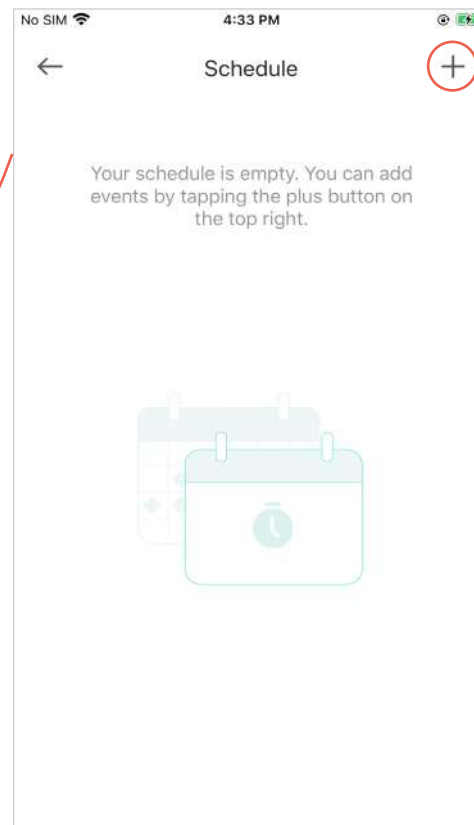 No SIM 4:33 PM
Schedule
Your schedule is empty. You can add
events by tapping the plus button on
the top right.